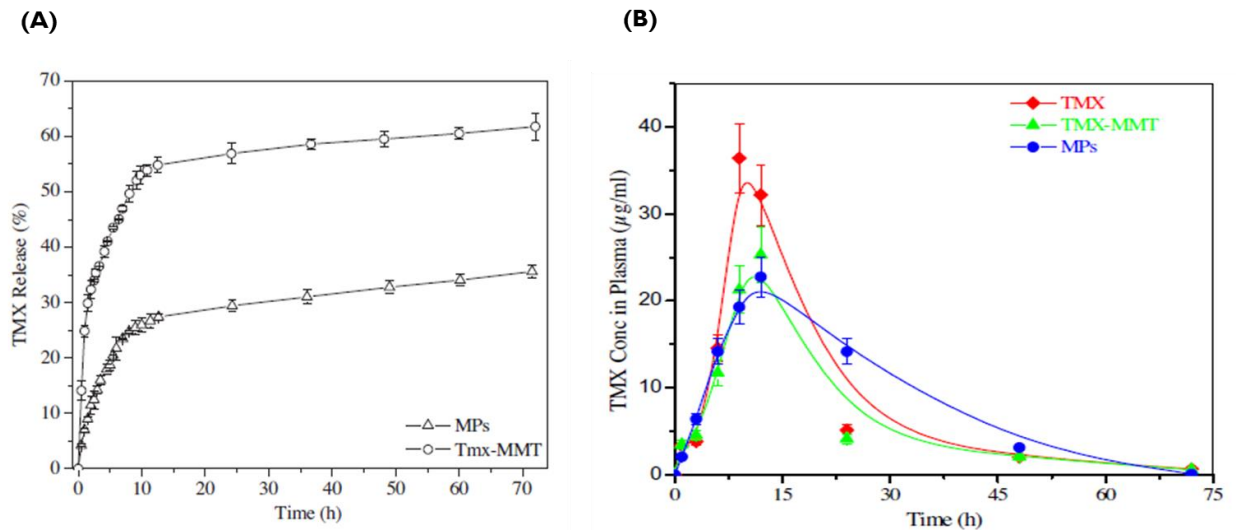 (A)
(B)
TMX Release (%)
70
60
50
40
30
20
10
0
MPs
Tmx-MMT
0 10 20 30 40 50 60 70
Time (h)
TMX Conc in Plasma (µg/ml)
40
30
20
10
0
TMX
TMX-MMT
MPs
0 15 30 45 60 75
Time (h)